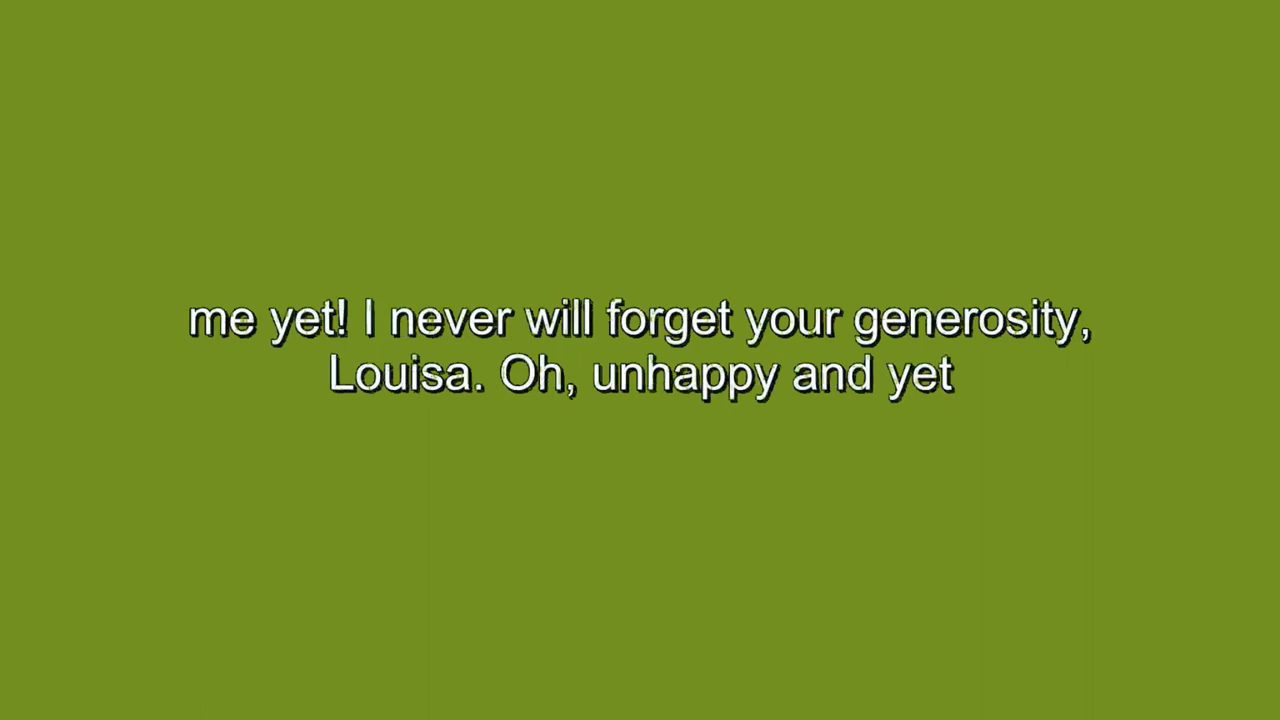 me yet! I never will forget your generosity,
Louisa. Oh, unhappy and yet